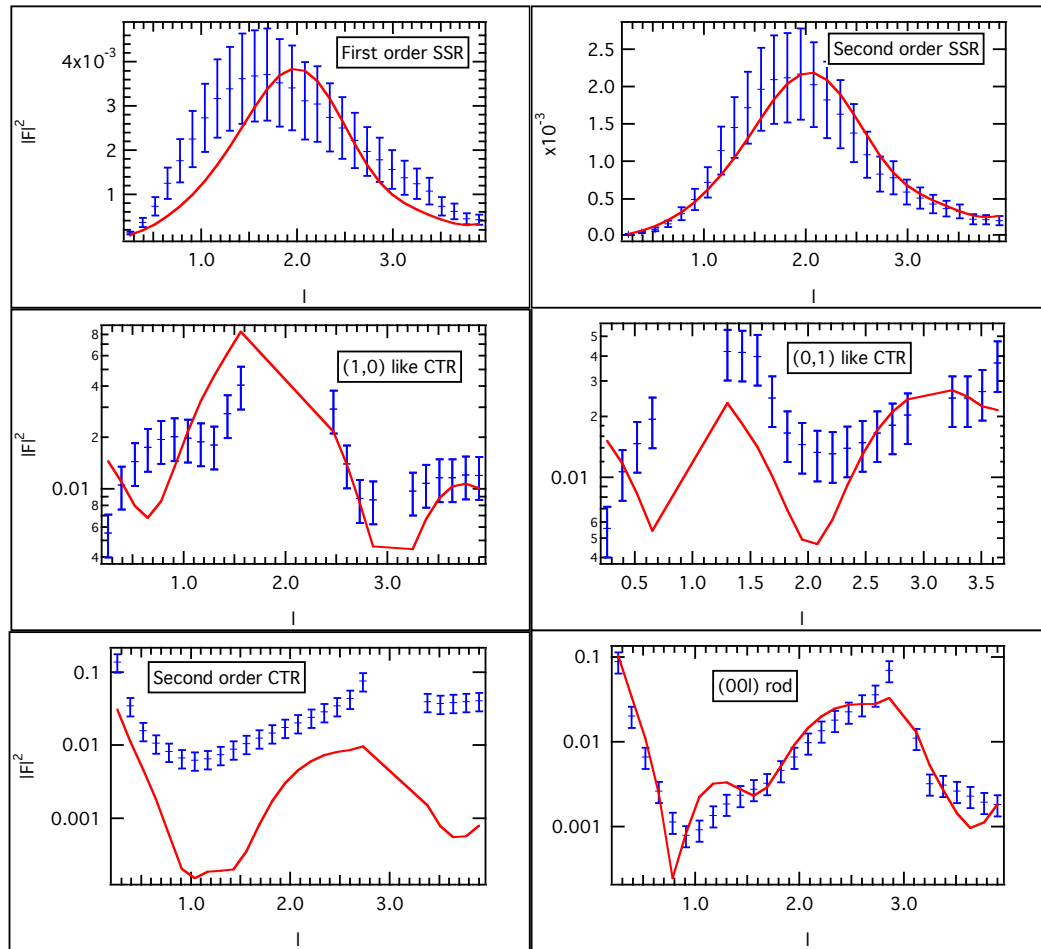 First order SSR
|F|²
4x10⁻³
3
2
1
1.0 2.0 3.0
l
Second order SSR
x10⁻³
2.5
2.0
1.5
1.0
0.5
0.0
1.0 2.0 3.0
l
(1,0) like CTR
|F|²
8
6
4
2
0.01
8
6
4
1.0 2.0 3.0
l
(0,1) like CTR
5
4
3
2
0.01
8
7
6
5
4
0.5 1.0 1.5 2.0 2.5 3.0 3.5
l
Second order CTR
|F|²
0.1
0.01
0.001
1.0 2.0 3.0
l
(00l) rod
0.1
0.01
0.001
1.0 2.0 3.0
l